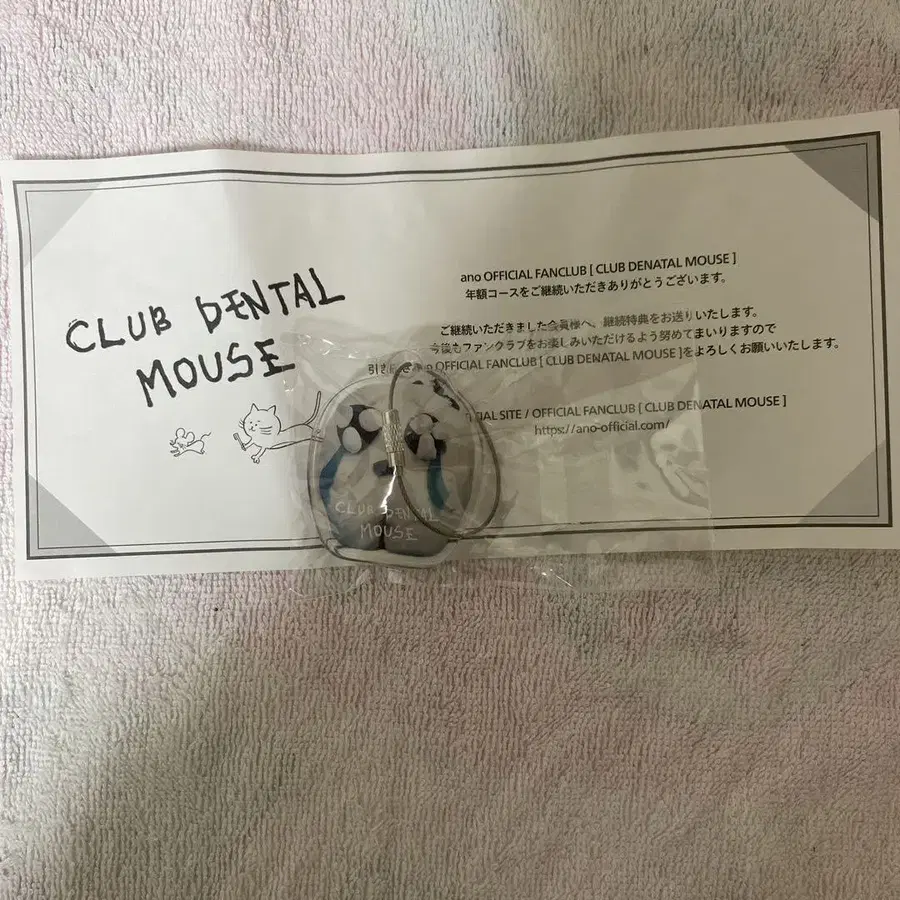 CLUB DENTAL
MOUSE
ano OFFICIAL FANCLUB [ CLUB DENATAL MOUSE ]
年額コースをご継続いただきありがとうございます。
ご継続いただきました会員様へ、継続特典をお送りいたします。
今後もファンクラブをお楽しみいただけるよう努めてまいりますので
OFFICIAL FANCLUB [ CLUB DENATAL MOUSE ]をよろしくお願いいたします。
SITE / OFFICIAL FANCLUB [ CLUB DENATAL MOUSE ]
https://ano-official.com/
CLUB DENTAL
MOUSE